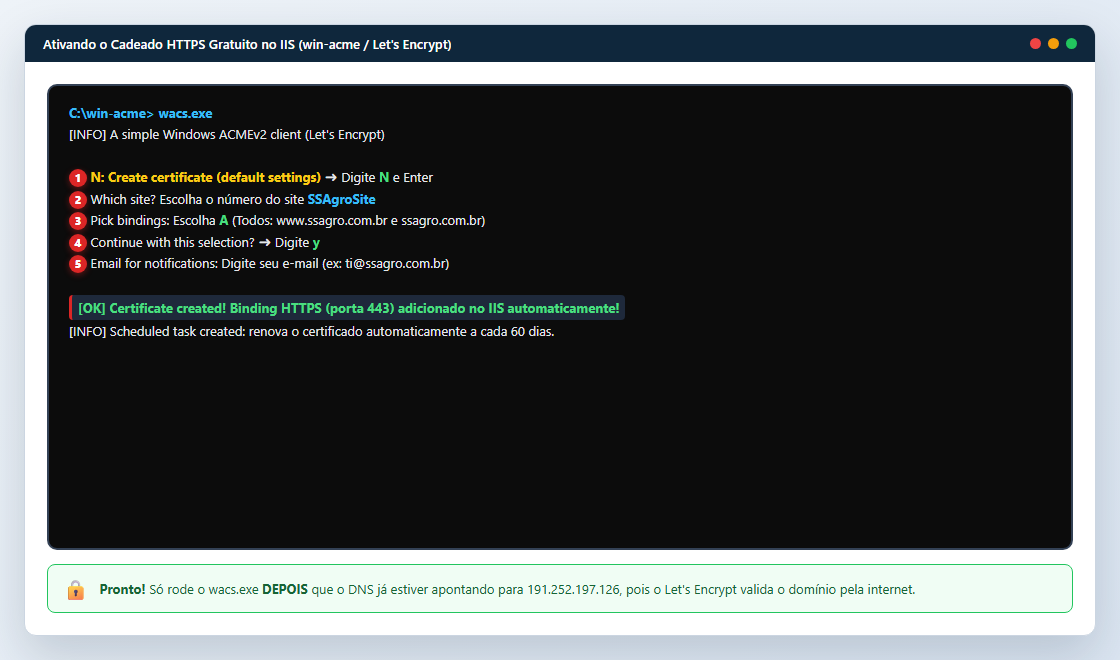 Ativando o Cadeado HTTPS Gratuito no IIS (win-acme / Let's Encrypt)
C:\win-acme> wacs.exe
[INFO] A simple Windows ACMEv2 client (Let's Encrypt)
1 N: Create certificate (default settings) ➔ Digite N e Enter
2 Which site? Escolha o número do site SSAgroSite
3 Pick bindings: Escolha A (Todos: www.ssagro.com.br e ssagro.com.br)
4 Continue with this selection? ➔ Digite y
5 Email for notifications: Digite seu e-mail (ex: ti@ssagro.com.br)
[OK] Certificate created! Binding HTTPS (porta 443) adicionado no IIS automaticamente!
[INFO] Scheduled task created: renova o certificado automaticamente a cada 60 dias.
Pronto! Só rode o wacs.exe DEPOIS que o DNS já estiver apontando para 191.252.197.126, pois o Let's Encrypt valida o domínio pela internet.